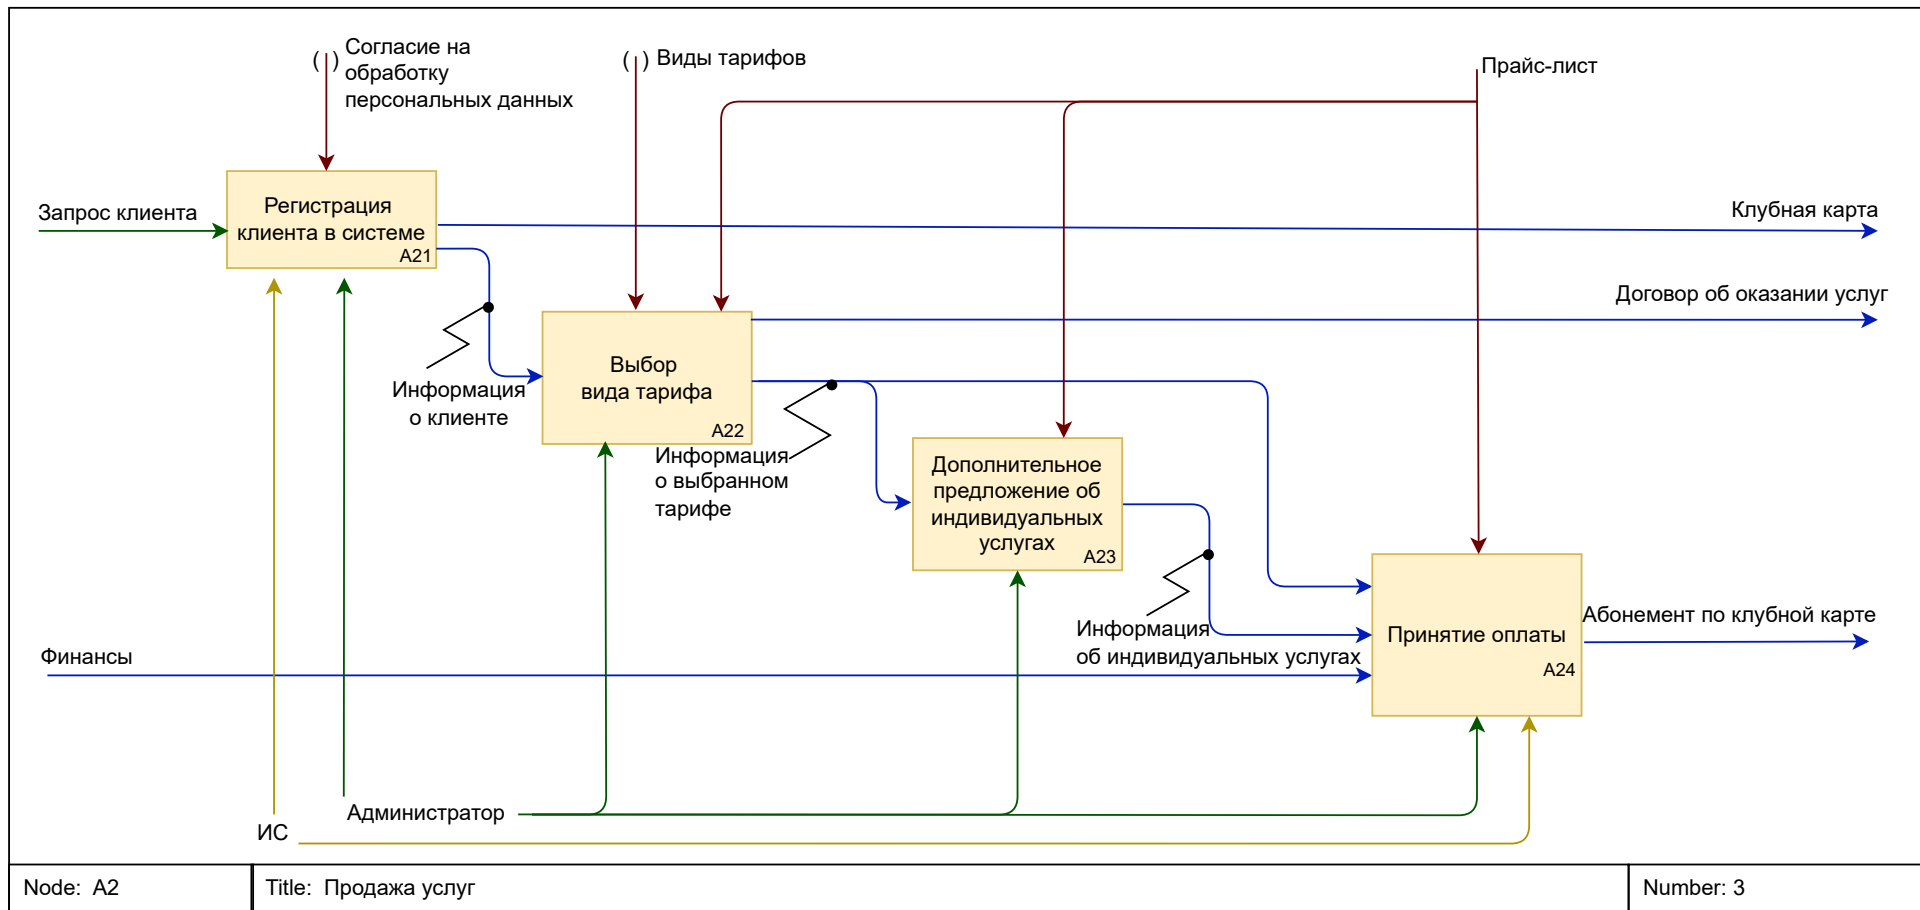 ( ) Согласие на
обработку
персональных данных
( ) Виды тарифов
Прайс-лист
Запрос клиента
Регистрация
клиента в системе
A21
Клубная карта
Договор об оказании услуг
Информация
о клиенте
Выбор
вида тарифа
A22
Информация
о выбранном
тарифе
Дополнительное
предложение об
индивидуальных
услугах
A23
Информация
об индивидуальных услугах
Принятие оплаты
A24
Абонемент по клубной карте
Финансы
Администратор
ИС
Node: A2
Title: Продажа услуг
Number: 3